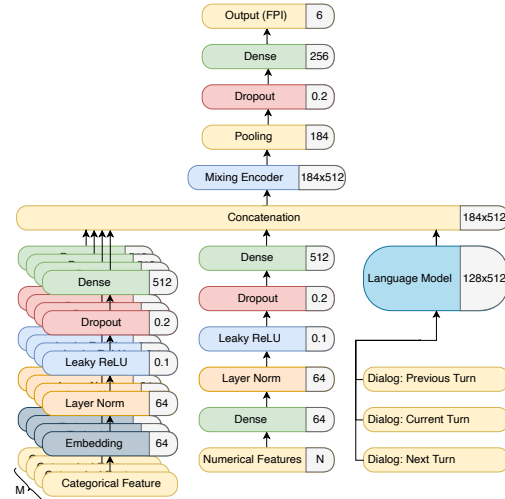 Output (FPI) 6
Dense 256
Dropout 0.2
Pooling 184
Mixing Encoder 184x512
Concatenation 184x512
Dense 512
Dropout 0.2
Leaky ReLU 0.1
Layer Norm 64
Embedding 64
Categorical Feature
M
Dense 512
Dropout 0.2
Leaky ReLU 0.1
Layer Norm 64
Dense 64
Numerical Features N
Language Model 128x512
Dialog: Previous Turn
Dialog: Current Turn
Dialog: Next Turn